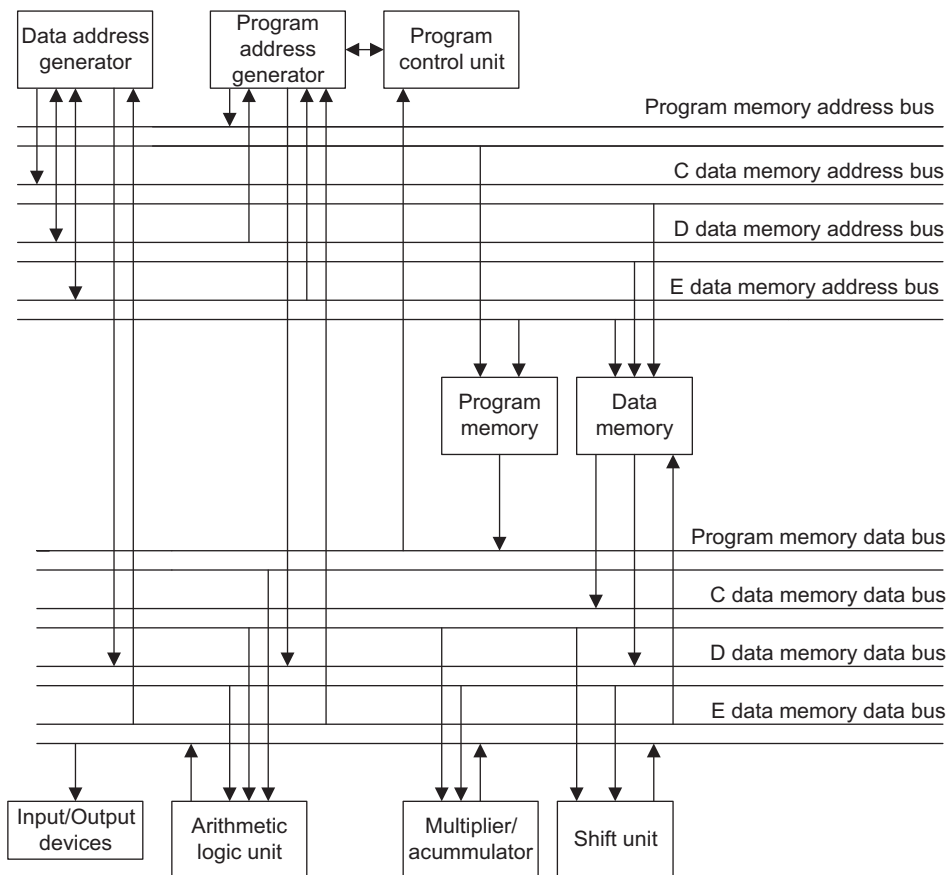 Data address
generator
Program
address
generator
Program
control unit
Program memory address bus
C data memory address bus
D data memory address bus
E data memory address bus
Program
memory
Data
memory
Program memory data bus
C data memory data bus
D data memory data bus
E data memory data bus
Input/Output
devices
Arithmetic
logic unit
Multiplier/
acummulator
Shift unit